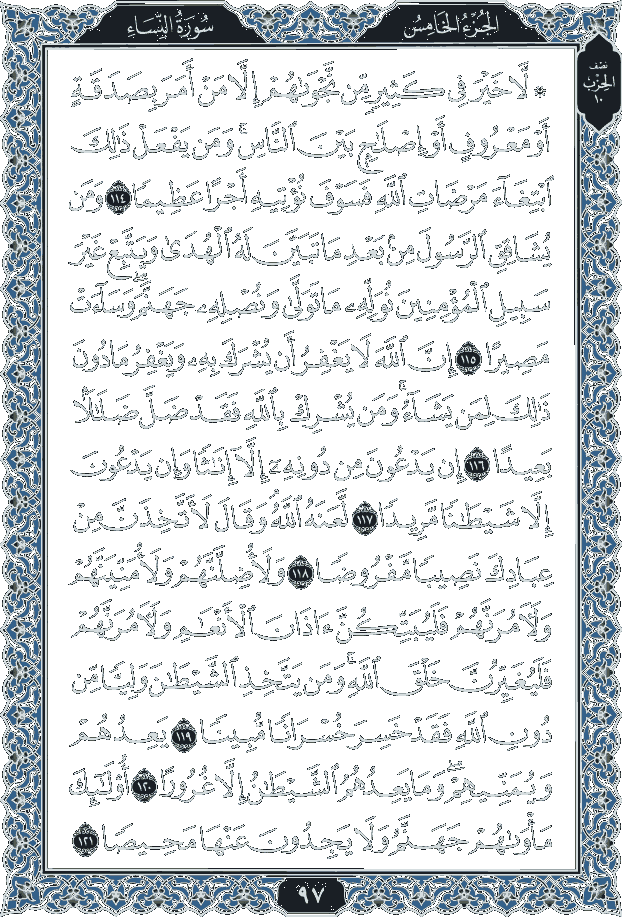 سُورَةُ النِّسَاءِ
الجُزْءُ الخَامِسُ
نصف
الحزب
١٠
۞ لَّا خَيْرَ فِي كَثِيرٍ مِّن نَّجْوَىٰهُمْ إِلَّا مَنْ أَمَرَ بِصَدَقَةٍ
أَوْ مَعْرُوفٍ أَوْ إِصْلَٰحٍۭ بَيْنَ ٱلنَّاسِۚ وَمَن يَفْعَلْ ذَٰلِكَ
ٱبْتِغَآءَ مَرْضَاتِ ٱللَّهِ فَسَوْفَ نُؤْتِيهِ أَجْرًا عَظِيمًا ١١٤ وَمَن
يُشَاقِقِ ٱلرَّسُولَ مِنۢ بَعْدِ مَا تَبَيَّنَ لَهُ ٱلْهُدَىٰ وَيَتَّبِعْ غَيْرَ
سَبِيلِ ٱلْمُؤْمِنِينَ نُوَلِّهِۦ مَا تَوَلَّىٰ وَنُصْلِهِۦ جَهَنَّمَۖ وَسَآءَتْ
مَصِيرًا ١١٥ إِنَّ ٱللَّهَ لَا يَغْفِرُ أَن يُشْرَكَ بِهِۦ وَيَغْفِرُ مَا دُونَ
ذَٰلِكَ لِمَن يَشَآءُۚ وَمَن يُشْرِكْ بِٱللَّهِ فَقَدْ ضَلَّ ضَلَٰلًۢا
بَعِيدًا ١١٦ إِن يَدْعُونَ مِن دُونِهِۦٓ إِلَّآ إِنَٰثًا وَإِن يَدْعُونَ
إِلَّا شَيْطَٰنًا مَّرِيدًا ١١٧ لَّعَنَهُ ٱللَّهُۘ وَقَالَ لَأَتَّخِذَنَّ مِنْ
عِبَادِكَ نَصِيبًا مَّفْرُوضًا ١١٨ وَلَأُضِلَّنَّهُمْ وَلَأُمَنِّيَنَّهُمْ
وَلَـَٔامُرَنَّهُمْ فَلَيُبَتِّكُنَّ ءَاذَانَ ٱلْأَنْعَٰمِ وَلَـَٔامُرَنَّهُمْ
فَلَيُغَيِّرُنَّ خَلْقَ ٱللَّهِۚ وَمَن يَتَّخِذِ ٱلشَّيْطَٰنَ وَلِيًّا مِّن
دُونِ ٱللَّهِ فَقَدْ خَسِرَ خُسْرَانًا مُّبِينًا ١١٩ يَعِدُهُمْ
وَيُمَنِّيهِمْۖ وَمَا يَعِدُهُمُ ٱلشَّيْطَٰنُ إِلَّا غُرُورًا ١٢٠ أُو۟لَٰٓئِكَ
مَأْوَىٰهُمْ جَهَنَّمُ وَلَا يَجِدُونَ عَنْهَا مَحِيصًا ١٢١
٩٧